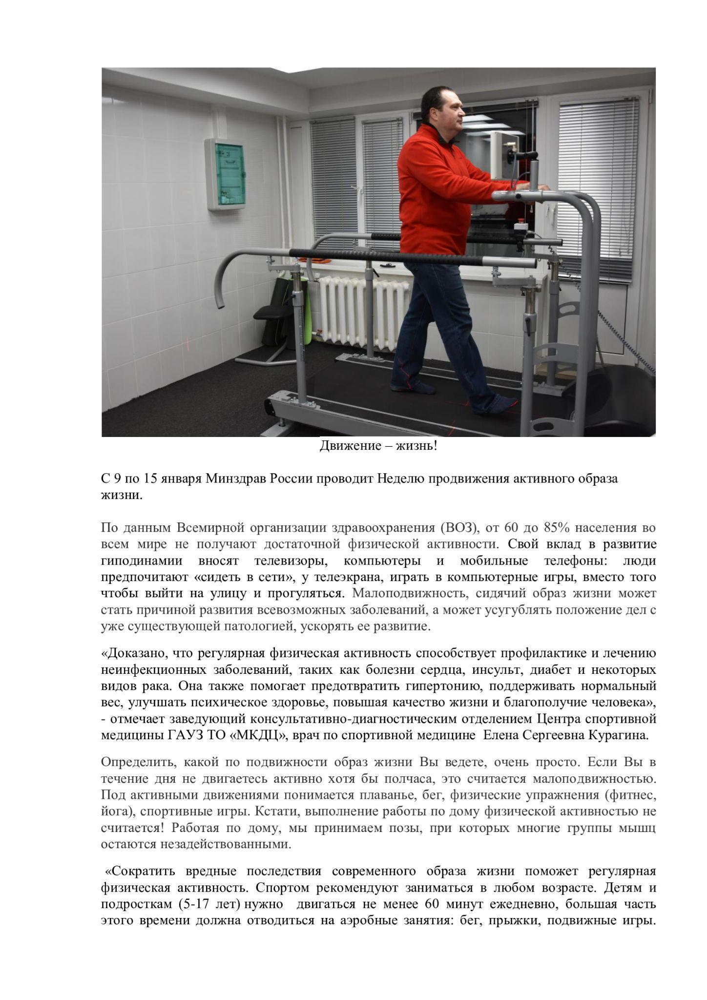 Движение – жизнь!
С 9 по 15 января Минздрав России проводит Неделю продвижения активного образа
жизни.
По данным Всемирной организации здравоохранения (ВОЗ), от 60 до 85% населения во
всем мире не получают достаточной физической активности. Свой вклад в развитие
гиподинамии вносят телевизоры, компьютеры и мобильные телефоны: люди
предпочитают «сидеть в сети», у телеэкрана, играть в компьютерные игры, вместо того
чтобы выйти на улицу и прогуляться. Малоподвижность, сидячий образ жизни может
стать причиной развития всевозможных заболеваний, а может усугублять положение дел с
уже существующей патологией, ускорять ее развитие.
«Доказано, что регулярная физическая активность способствует профилактике и лечению
неинфекционных заболеваний, таких как болезни сердца, инсульт, диабет и некоторых
видов рака. Она также помогает предотвратить гипертонию, поддерживать нормальный
вес, улучшать психическое здоровье, повышая качество жизни и благополучие человека»,
- отмечает заведующий консультативно-диагностическим отделением Центра спортивной
медицины ГАУЗ ТО «МКДЦ», врач по спортивной медицине  Елена Сергеевна Курагина.
Определить, какой по подвижности образ жизни Вы ведете, очень просто. Если Вы в
течение дня не двигаетесь активно хотя бы полчаса, это считается малоподвижностью.
Под активными движениями понимается плаванье, бег, физические упражнения (фитнес,
йога), спортивные игры. Кстати, выполнение работы по дому физической активностью не
считается! Работая по дому, мы принимаем позы, при которых многие группы мышц
остаются незадействованными.
«Сократить вредные последствия современного образа жизни поможет регулярная
физическая активность. Спортом рекомендуют заниматься в любом возрасте. Детям и
подросткам (5-17 лет) нужно  двигаться не менее 60 минут ежедневно, большая часть
этого времени должна отводиться на аэробные занятия: бег, прыжки, подвижные игры.